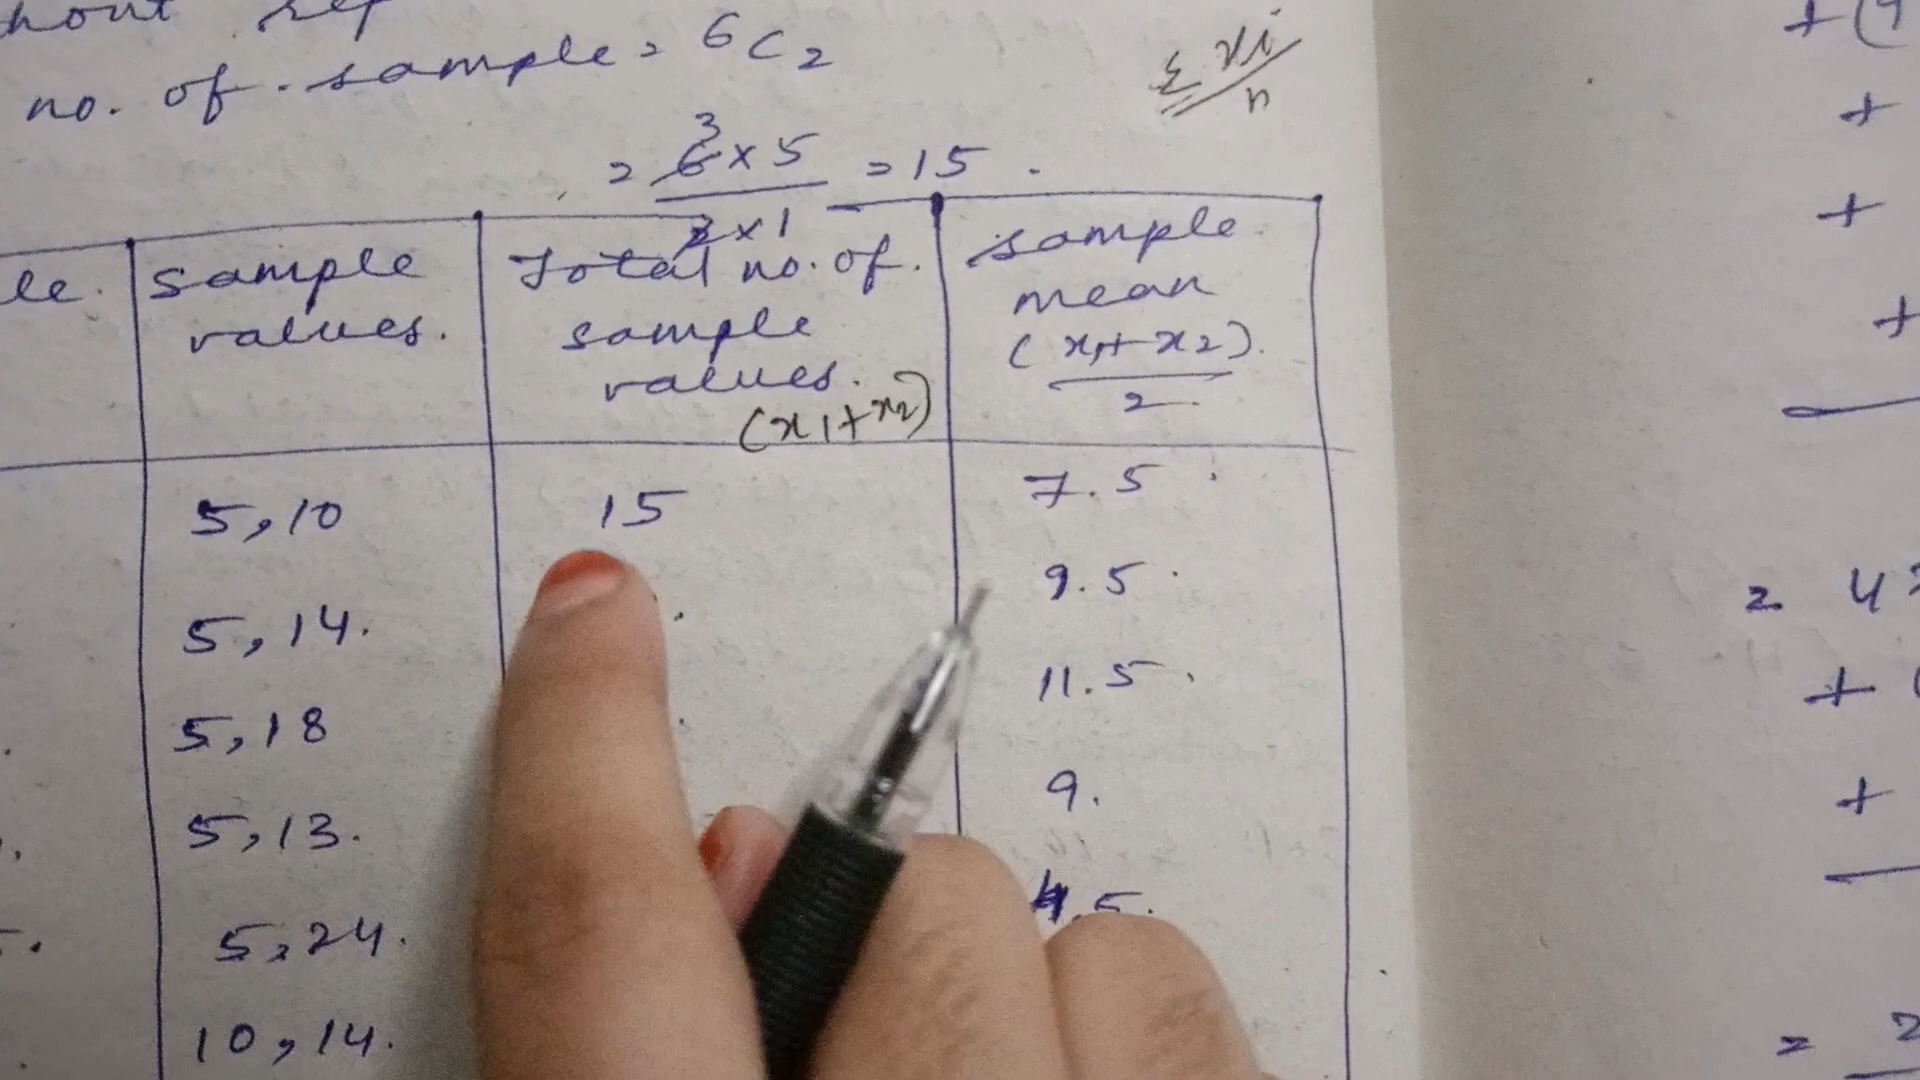 no. of. sample = 6C2
Σxi/n
= 6 3 × 5 / 2 × 1 = 15.
le.
sample values.
Total no. of. sample values. (x1+x2)
sample mean (x1+x2)./2
5,10 15 7.5
5,14. 9.5
5,18 11.5.
5,13. 9.
5,24.
10,14.